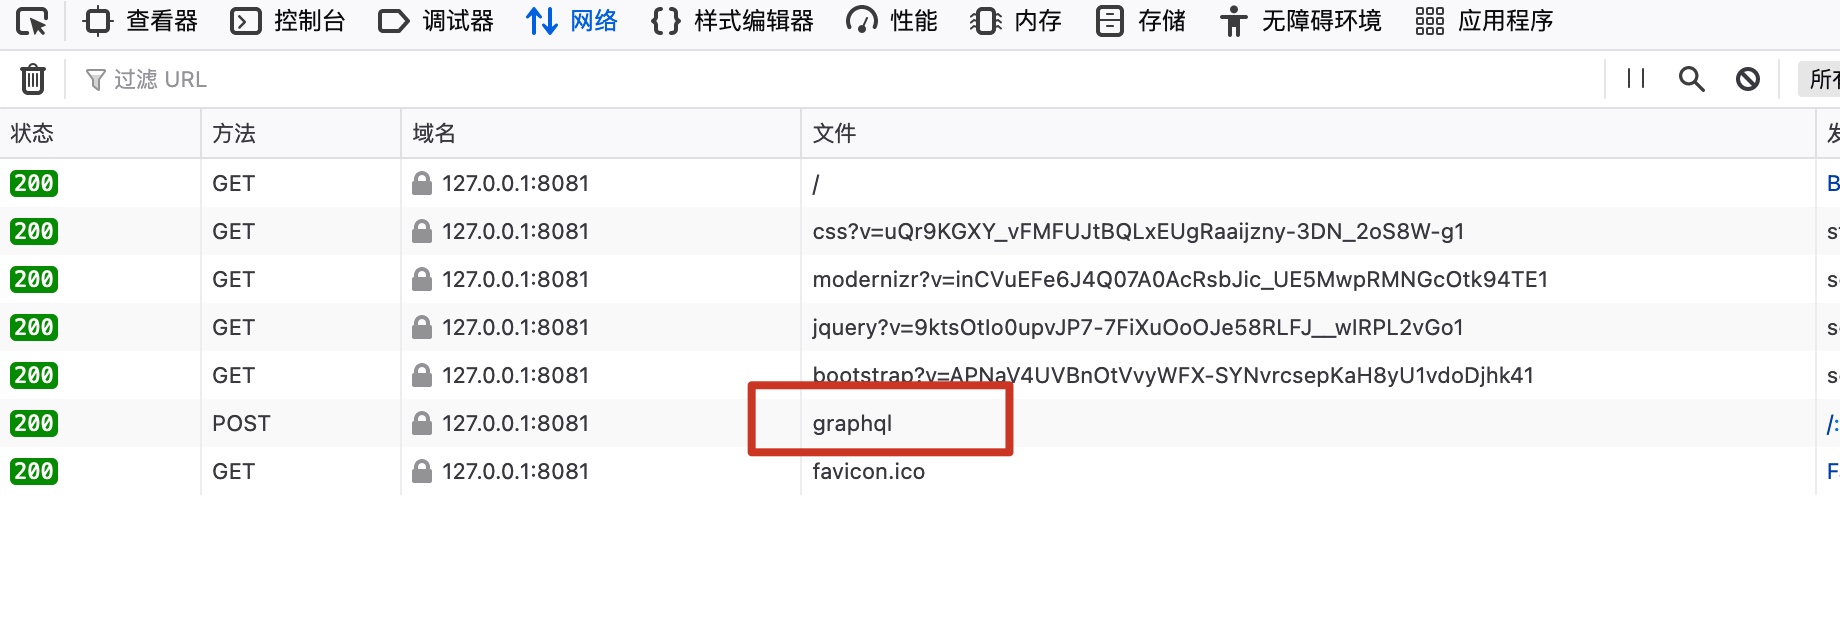 查看器 控制台 调试器 网络 样式编辑器 性能 内存 存储 无障碍环境 应用程序
过滤 URL
状态 方法 域名 文件
200 GET 127.0.0.1:8081 /
200 GET 127.0.0.1:8081 css?v=uQr9KGXY_vFMFUJtBQLxEUgRaaijzny-3DN_2oS8W-g1
200 GET 127.0.0.1:8081 modernizr?v=inCVuEFe6J4Q07A0AcRsbJic_UE5MwpRMNGcOtk94TE1
200 GET 127.0.0.1:8081 jquery?v=9ktsOtIo0upvJP7-7FiXuOoOJe58RLFJ__wIRPL2vGo1
200 GET 127.0.0.1:8081 bootstrap?v=APNaV4UVBnOtVvyWFX-SYNvrcsepKaH8yU1vdoDjhk41
200 POST 127.0.0.1:8081 graphql
200 GET 127.0.0.1:8081 favicon.ico